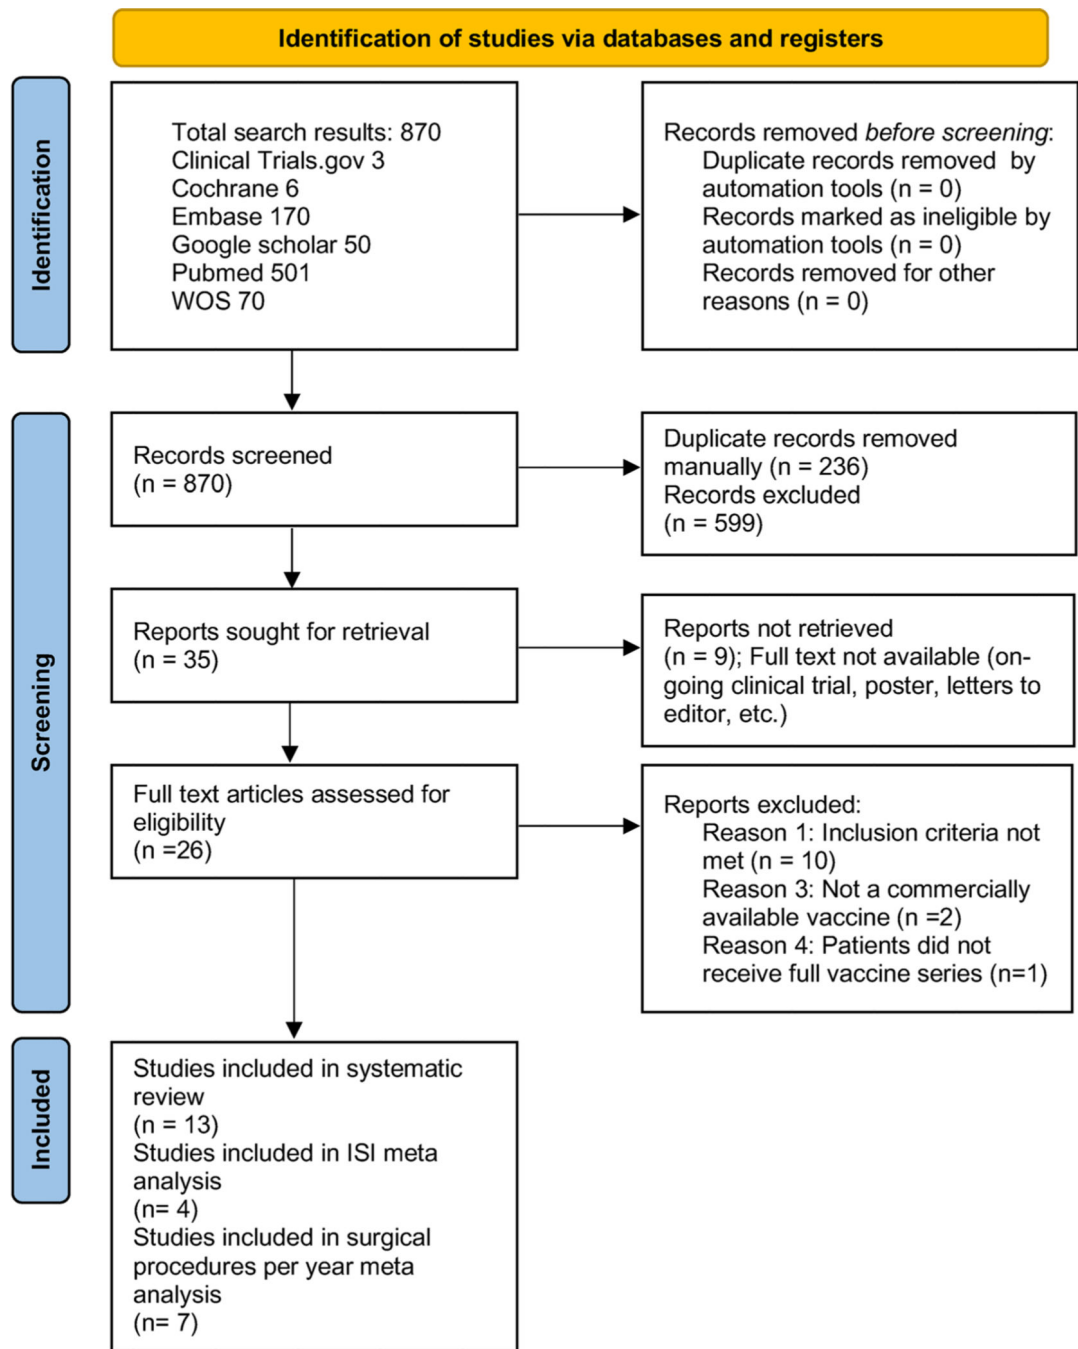 Identification of studies via databases and registers
Identification
Total search results: 870
Clinical Trials.gov 3
Cochrane 6
Embase 170
Google scholar 50
Pubmed 501
WOS 70
Records removed before screening:
Duplicate records removed by
automation tools (n = 0)
Records marked as ineligible by
automation tools (n = 0)
Records removed for other
reasons (n = 0)
Screening
Records screened
(n = 870)
Duplicate records removed
manually (n = 236)
Records excluded
(n = 599)
Reports sought for retrieval
(n = 35)
Reports not retrieved
(n = 9); Full text not available (on-
going clinical trial, poster, letters to
editor, etc.)
Full text articles assessed for
eligibility
(n =26)
Reports excluded:
Reason 1: Inclusion criteria not
met (n = 10)
Reason 3: Not a commercially
available vaccine (n =2)
Reason 4: Patients did not
receive full vaccine series (n=1)
Included
Studies included in systematic
review
(n = 13)
Studies included in ISI meta
analysis
(n= 4)
Studies included in surgical
procedures per year meta
analysis
(n= 7)